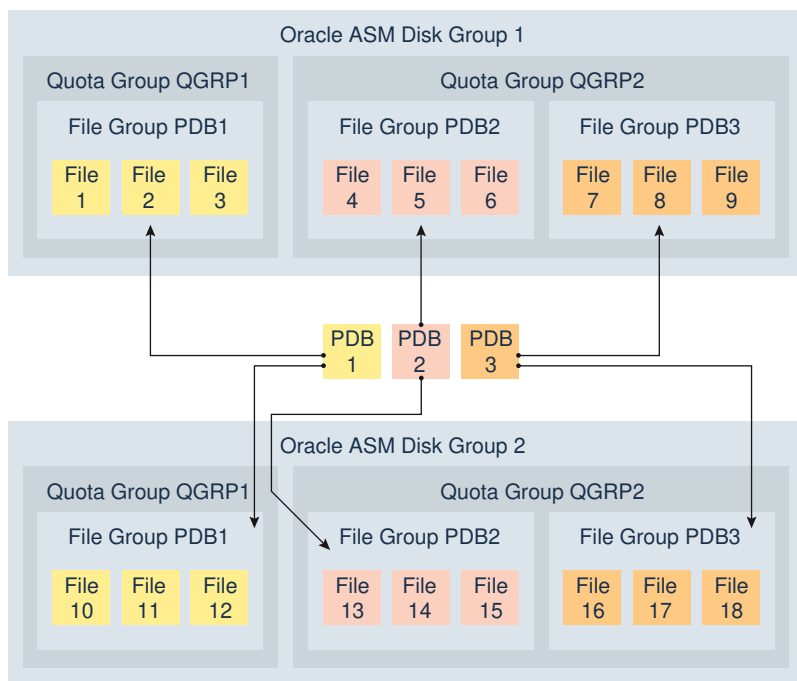 Oracle ASM Disk Group 1
Quota Group QGRP1
Quota Group QGRP2
File Group PDB1
File Group PDB2
File Group PDB3
File 1
File 2
File 3
File 4
File 5
File 6
File 7
File 8
File 9
PDB 1
PDB 2
PDB 3
Oracle ASM Disk Group 2
Quota Group QGRP1
Quota Group QGRP2
File Group PDB1
File Group PDB2
File Group PDB3
File 10
File 11
File 12
File 13
File 14
File 15
File 16
File 17
File 18